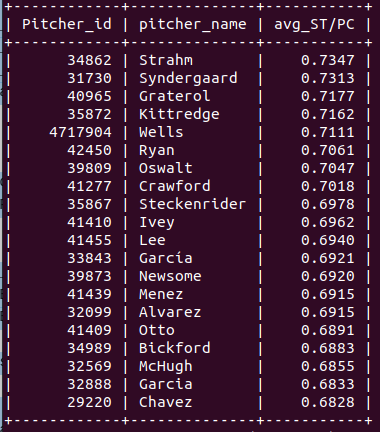 +------------+--------------+-----------+
| Pitcher_id | pitcher_name | avg_ST/PC |
+------------+--------------+-----------+
| 34862 | Strahm | 0.7347 |
| 31730 | Syndergaard | 0.7313 |
| 40965 | Graterol | 0.7177 |
| 35872 | Kittredge | 0.7162 |
| 4717904 | Wells | 0.7111 |
| 42450 | Ryan | 0.7061 |
| 39809 | Oswalt | 0.7047 |
| 41277 | Crawford | 0.7018 |
| 35867 | Steckenrider | 0.6978 |
| 41410 | Ivey | 0.6962 |
| 41455 | Lee | 0.6940 |
| 33843 | García | 0.6921 |
| 39873 | Newsome | 0.6920 |
| 41439 | Menez | 0.6915 |
| 32099 | Alvarez | 0.6915 |
| 41409 | Otto | 0.6891 |
| 34989 | Bickford | 0.6883 |
| 32569 | McHugh | 0.6855 |
| 32888 | Garcia | 0.6833 |
| 29220 | Chavez | 0.6828 |
+------------+--------------+-----------+